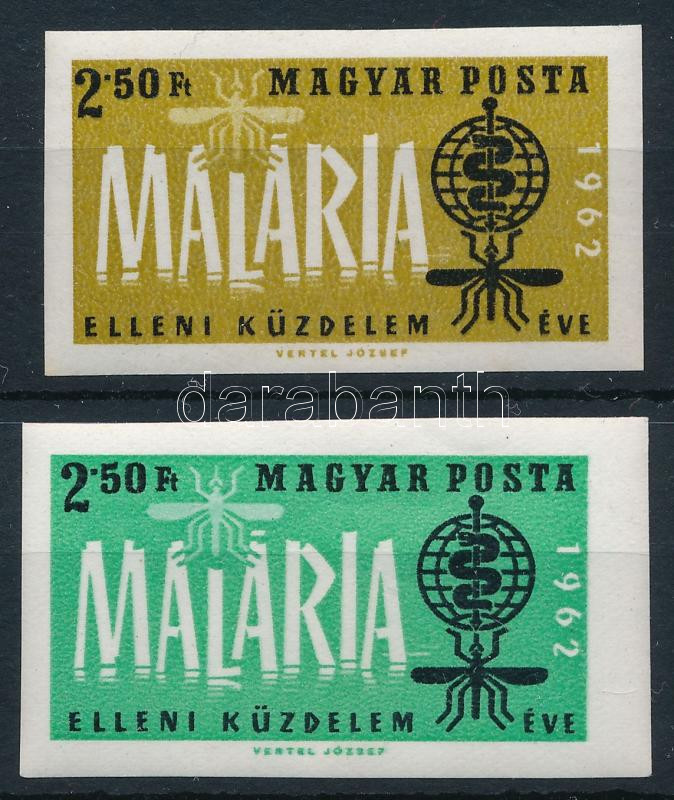 2.50 Ft MAGYAR POSTA
MALÁRIA
1962
ELLENI KÜZDELEM ÉVE
VERTEL JÓZSEF
darabanth
2.50 Ft MAGYAR POSTA
MALÁRIA
1962
ELLENI KÜZDELEM ÉVE
VERTEL JÓZSEF